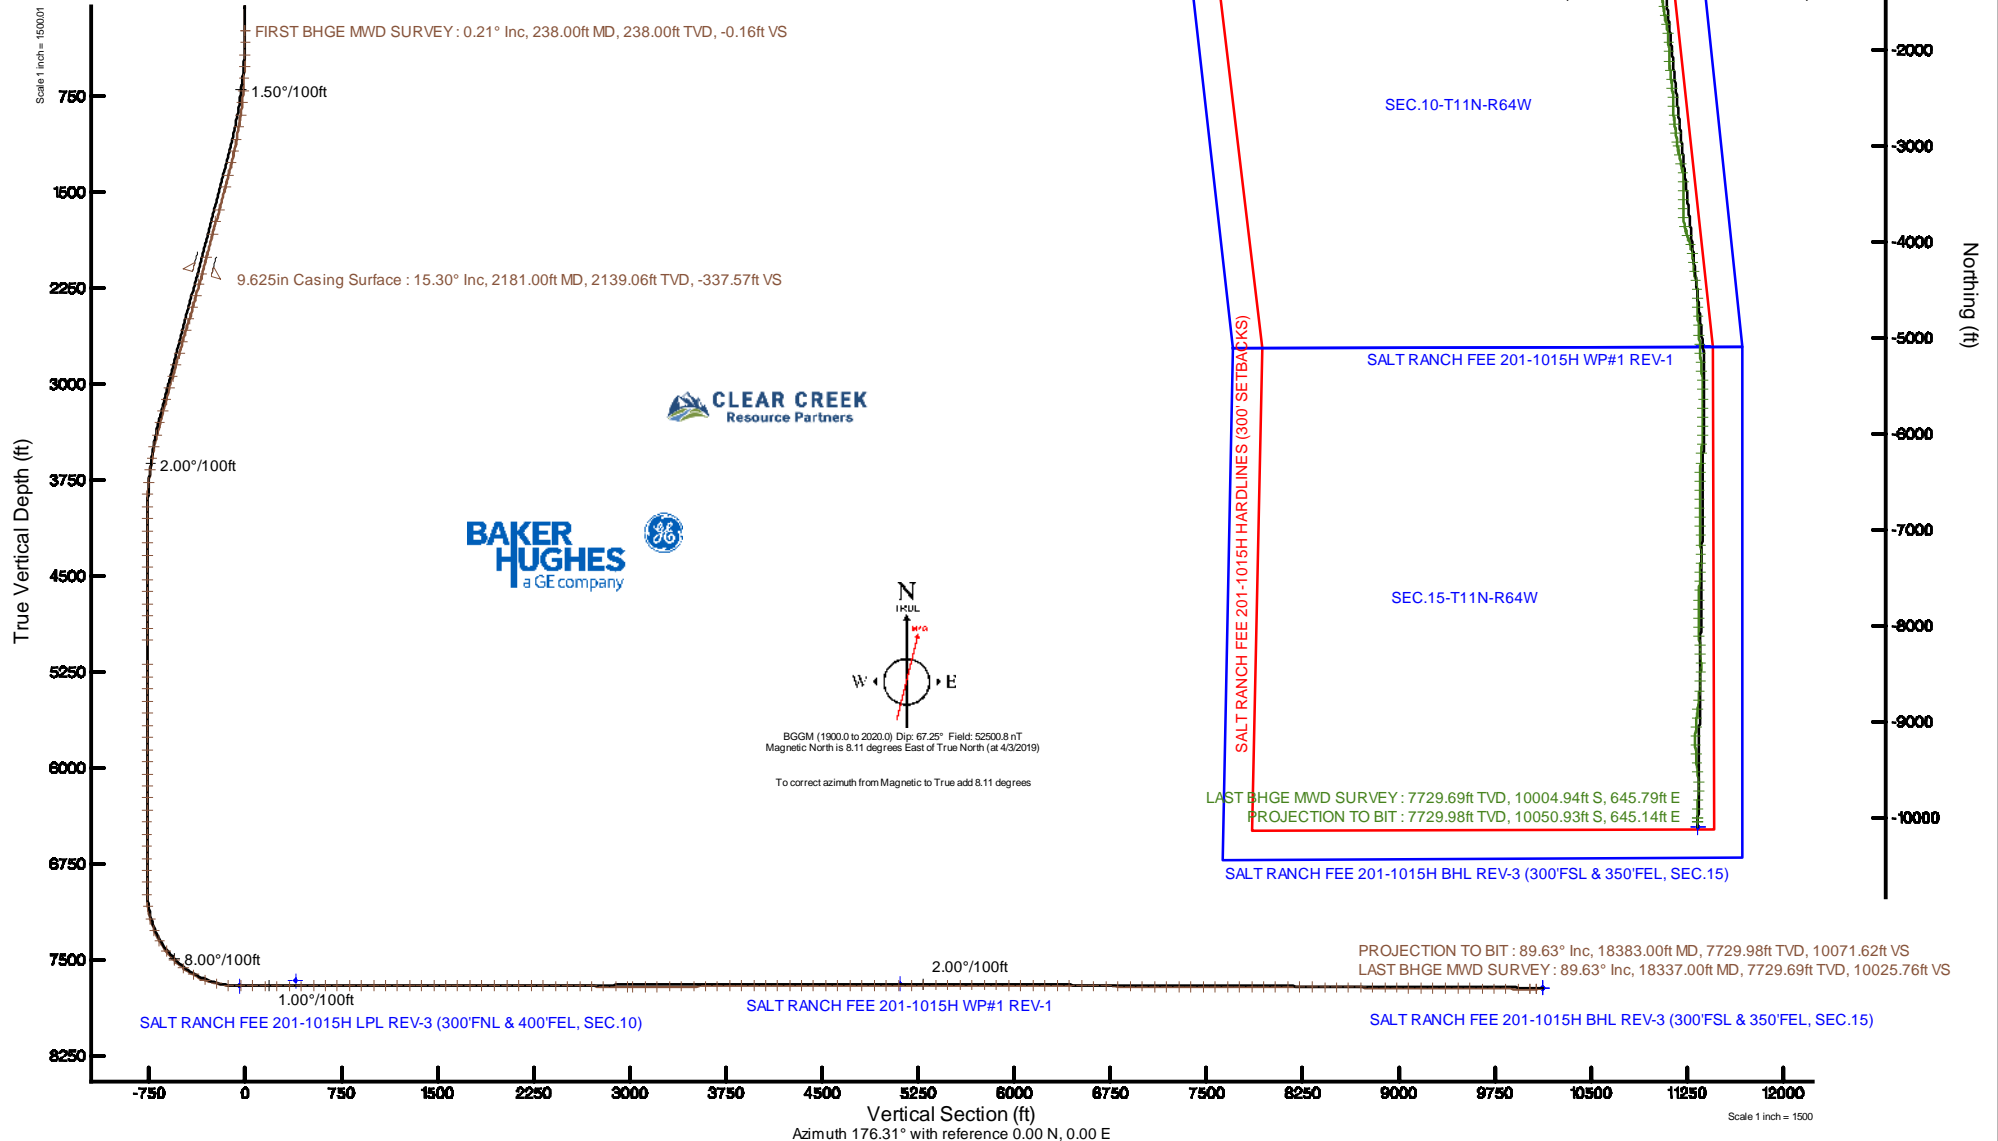 Scale 1 inch = 1500.01
FIRST BHGE MWD SURVEY : 0.21° Inc, 238.00ft MD, 238.00ft TVD, -0.16ft VS
1.50°/100ft
9.625in Casing Surface : 15.30° Inc, 2181.00ft MD, 2139.06ft TVD, -337.57ft VS
2.00°/100ft
True Vertical Depth (ft)
750
1500
2250
3000
3750
4500
5250
6000
6750
7500
8250
CLEAR CREEK
Resource Partners
BAKER
HUGHES
a GE company
GE
N
TRUE
MAG
W
E
BGGM (1900.0 to 2020.0) Dip: 67.25° Field: 52500.8 nT
Magnetic North is 8.11 degrees East of True North (at 4/3/2019)
To correct azimuth from Magnetic to True add 8.11 degrees
SEC.10-T11N-R64W
SALT RANCH FEE 201-1015H WP#1 REV-1
SALT RANCH FEE 201-1015H HARDLINES (300' SETBACKS)
SEC.15-T11N-R64W
LAST BHGE MWD SURVEY : 7729.69ft TVD, 10004.94ft S, 645.79ft E
PROJECTION TO BIT : 7729.98ft TVD, 10050.93ft S, 645.14ft E
SALT RANCH FEE 201-1015H BHL REV-3 (300'FSL & 350'FEL, SEC.15)
-2000
-3000
-4000
-5000
-6000
-7000
-8000
-9000
-10000
Northing (ft)
8.00°/100ft
1.00°/100ft
2.00°/100ft
PROJECTION TO BIT : 89.63° Inc, 18383.00ft MD, 7729.98ft TVD, 10071.62ft VS
LAST BHGE MWD SURVEY : 89.63° Inc, 18337.00ft MD, 7729.69ft TVD, 10025.76ft VS
SALT RANCH FEE 201-1015H LPL REV-3 (300'FNL & 400'FEL, SEC.10)
SALT RANCH FEE 201-1015H WP#1 REV-1
SALT RANCH FEE 201-1015H BHL REV-3 (300'FSL & 350'FEL, SEC.15)
-750 0 750 1500 2250 3000 3750 4500 5250 6000 6750 7500 8250 9000 9750 10500 11250 12000
Vertical Section (ft)
Azimuth 176.31° with reference 0.00 N, 0.00 E
Scale 1 inch = 1500